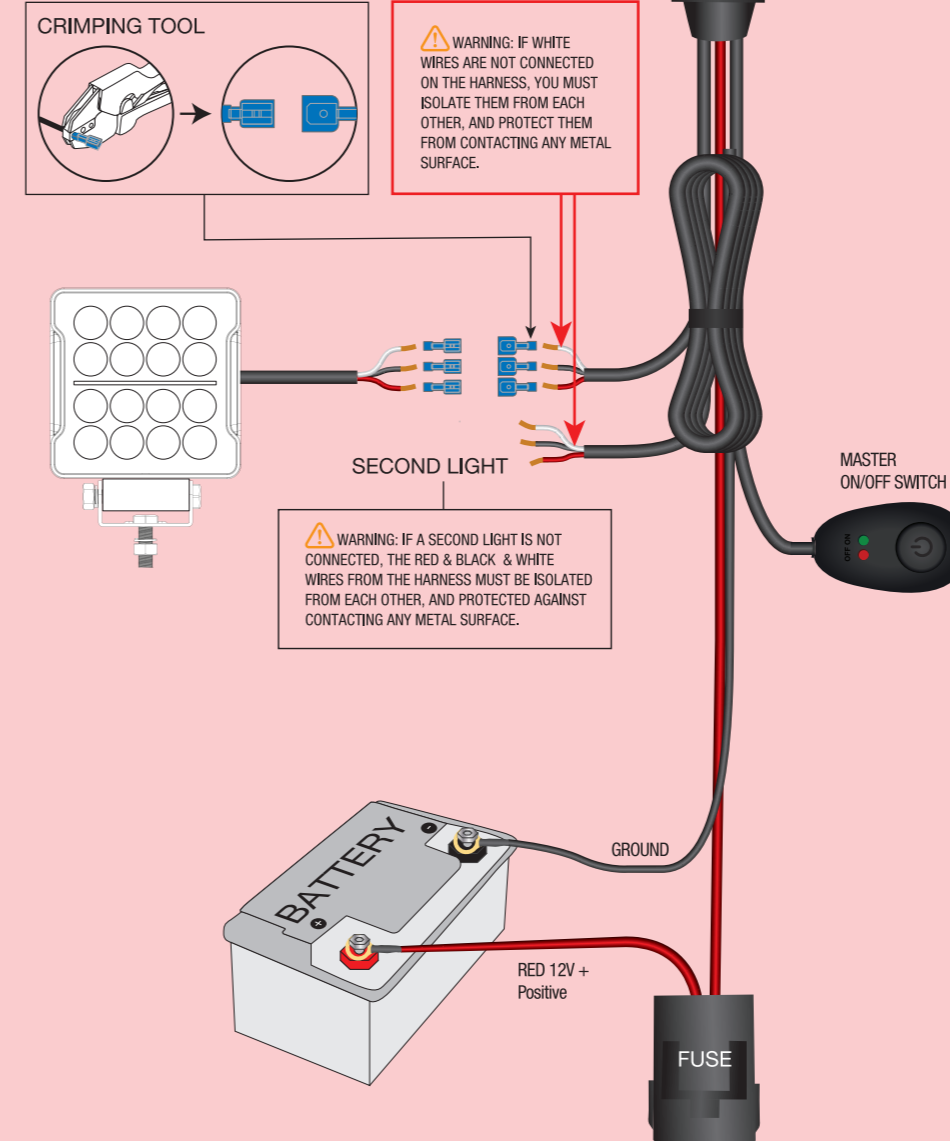 CRIMPING TOOL
WARNING: IF WHITE
WIRES ARE NOT CONNECTED
ON THE HARNESS, YOU MUST
ISOLATE THEM FROM EACH
OTHER, AND PROTECT THEM
FROM CONTACTING ANY METAL
SURFACE.
SECOND LIGHT
WARNING: IF A SECOND LIGHT IS NOT
CONNECTED, THE RED & BLACK & WHITE
WIRES FROM THE HARNESS MUST BE ISOLATED
FROM EACH OTHER, AND PROTECTED AGAINST
CONTACTING ANY METAL SURFACE.
MASTER
ON/OFF SWITCH
OFF ON
BATTERY
GROUND
RED 12V +
Positive
FUSE